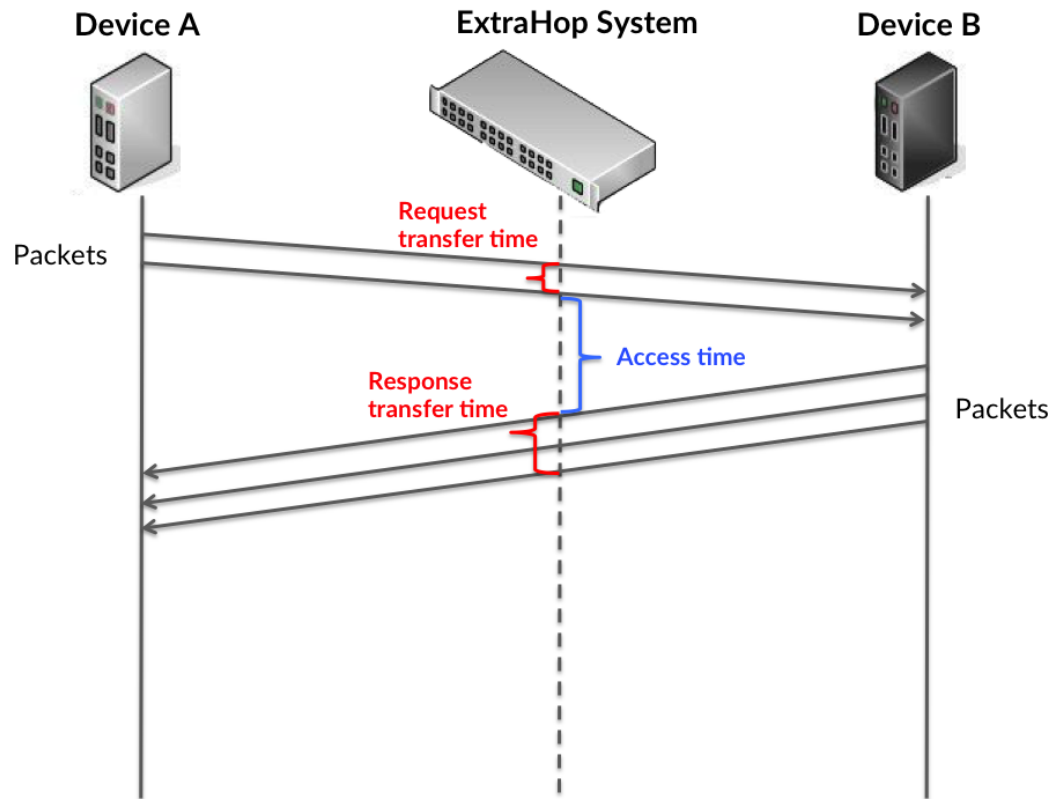 Device A
ExtraHop System
Device B
Request
transfer time
Packets
Access time
Response
transfer time
Packets